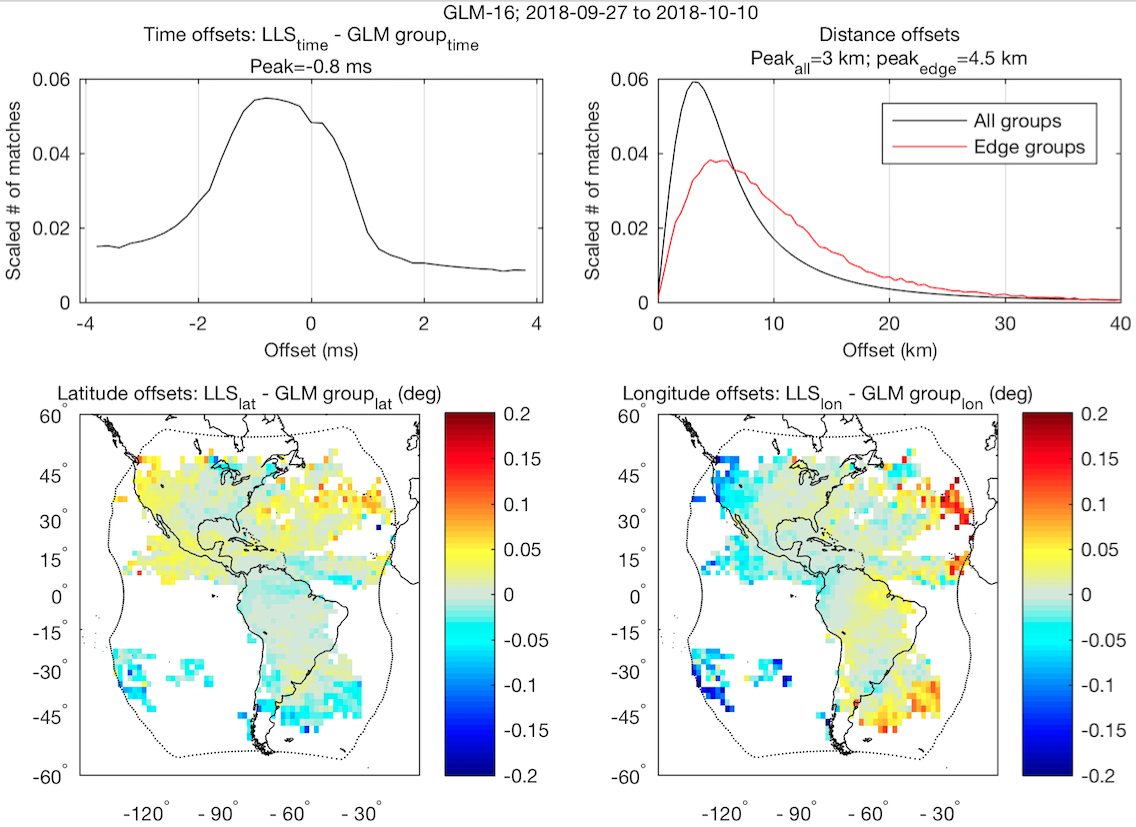 GLM-16; 2018-09-27 to 2018-10-10
Time offsets: LLS_time - GLM group_time
Peak=-0.8 ms
Scaled # of matches
0.06
0.04
0.02
0
-4 -2 0 2 4
Offset (ms)
Distance offsets
Peak_all=3 km; peak_edge=4.5 km
Scaled # of matches
0.06
0.04
0.02
0
All groups
Edge groups
0 10 20 30 40
Offset (km)
Latitude offsets: LLS_lat - GLM group_lat (deg)
60°
45°
30°
15°
0°
-15°
-30°
-45°
-60°
-120° -90° -60° -30°
0.2
0.15
0.1
0.05
0
-0.05
-0.1
-0.15
-0.2
Longitude offsets: LLS_lon - GLM group_lon (deg)
60°
45°
30°
15°
0°
-15°
-30°
-45°
-60°
-120° -90° -60° -30°
0.2
0.15
0.1
0.05
0
-0.05
-0.1
-0.15
-0.2